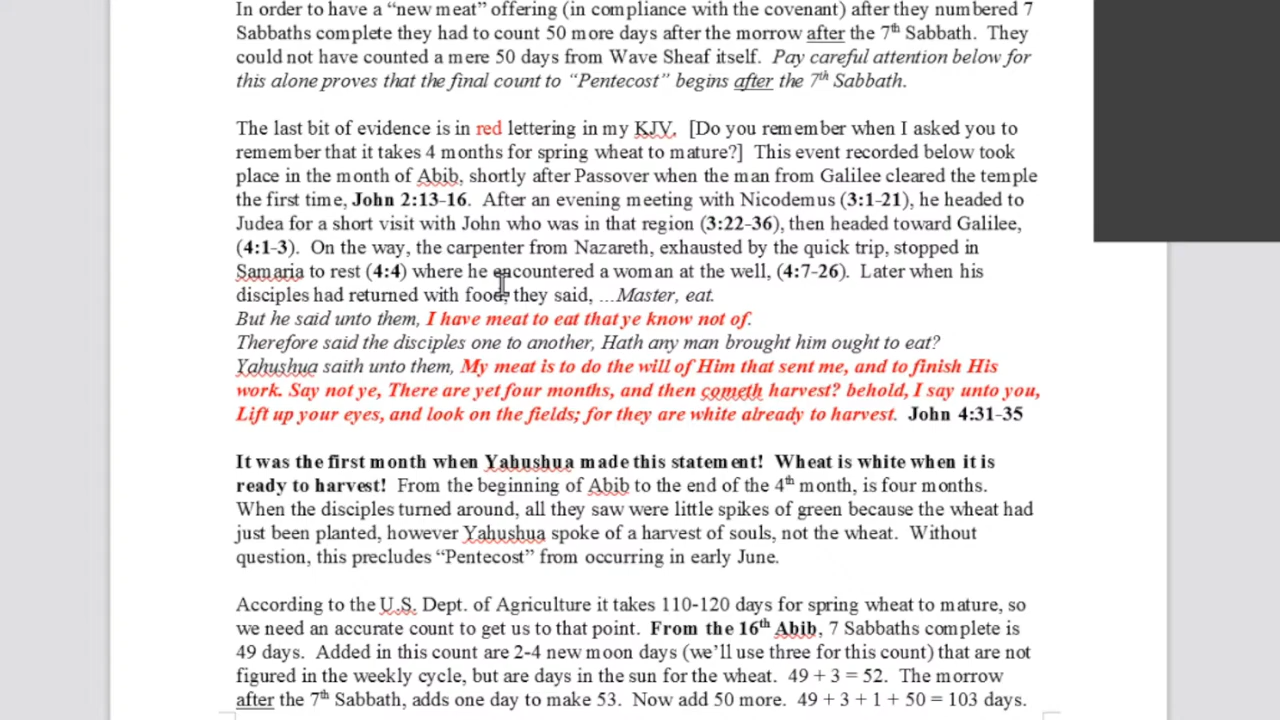 In order to have a “new meat” offering (in compliance with the covenant) after they numbered 7
Sabbaths complete they had to count 50 more days after the morrow after the 7th Sabbath.  They
could not have counted a mere 50 days from Wave Sheaf itself.  Pay careful attention below for
this alone proves that the final count to “Pentecost” begins after the 7th Sabbath.
The last bit of evidence is in red lettering in my KJV.  [Do you remember when I asked you to
remember that it takes 4 months for spring wheat to mature?]  This event recorded below took
place in the month of Abib, shortly after Passover when the man from Galilee cleared the temple
the first time, John 2:13-16.  After an evening meeting with Nicodemus (3:1-21), he headed to
Judea for a short visit with John who was in that region (3:22-36), then headed toward Galilee,
(4:1-3).  On the way, the carpenter from Nazareth, exhausted by the quick trip, stopped in
Samaria to rest (4:4) where he encountered a woman at the well, (4:7-26).  Later when his
disciples had returned with food, they said, ...Master, eat.
But he said unto them, I have meat to eat that ye know not of.
Therefore said the disciples one to another, Hath any man brought him ought to eat?
Yahushua saith unto them, My meat is to do the will of Him that sent me, and to finish His
work. Say not ye, There are yet four months, and then cometh harvest? behold, I say unto you,
Lift up your eyes, and look on the fields; for they are white already to harvest.  John 4:31-35
It was the first month when Yahushua made this statement!  Wheat is white when it is
ready to harvest!  From the beginning of Abib to the end of the 4th month, is four months.
When the disciples turned around, all they saw were little spikes of green because the wheat had
just been planted, however Yahushua spoke of a harvest of souls, not the wheat.  Without
question, this precludes “Pentecost” from occurring in early June.
According to the U.S. Dept. of Agriculture it takes 110-120 days for spring wheat to mature, so
we need an accurate count to get us to that point.  From the 16th Abib, 7 Sabbaths complete is
49 days.  Added in this count are 2-4 new moon days (we’ll use three for this count) that are not
figured in the weekly cycle, but are days in the sun for the wheat.  49 + 3 = 52.  The morrow
after the 7th Sabbath, adds one day to make 53.  Now add 50 more.  49 + 3 + 1 + 50 = 103 days.